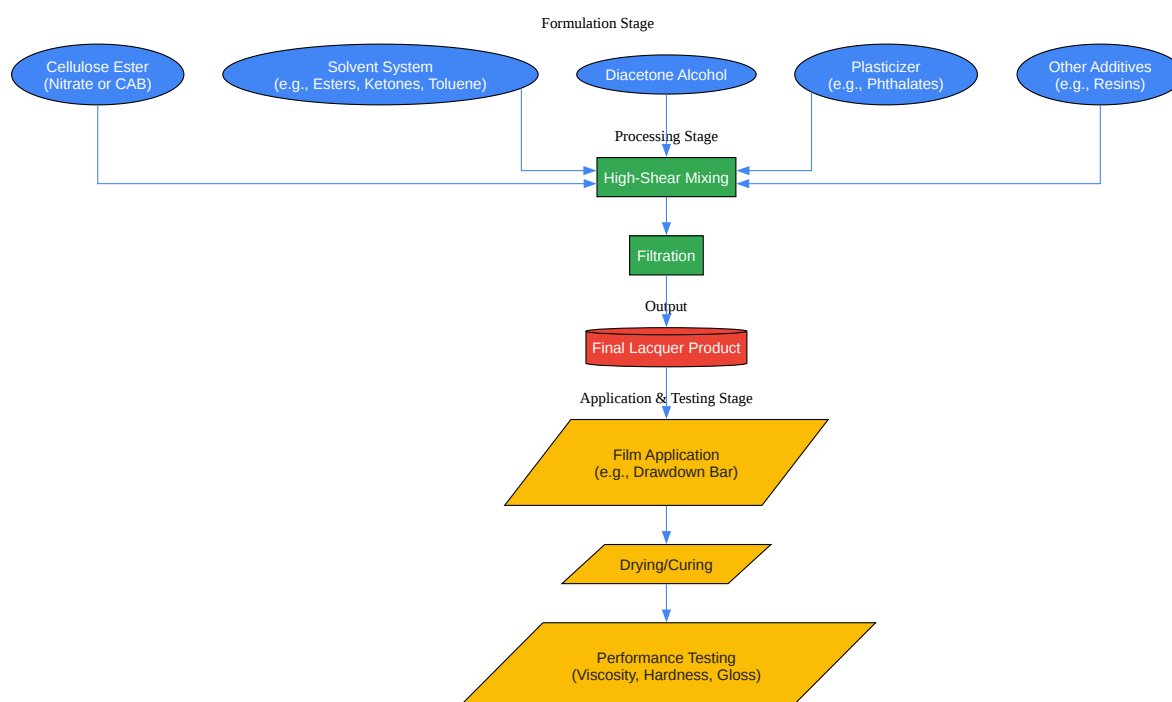 Formulation Stage
Cellulose Ester
(Nitrate or CAB)
Solvent System
(e.g., Esters, Ketones, Toluene)
Diacetone Alcohol
Plasticizer
(e.g., Phthalates)
Other Additives
(e.g., Resins)
Processing Stage
High-Shear Mixing
Filtration
Output
Final Lacquer Product
Application & Testing Stage
Film Application
(e.g., Drawdown Bar)
Drying/Curing
Performance Testing
(Viscosity, Hardness, Gloss)